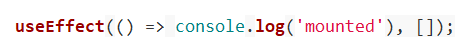 useEffect(() => console.log('mounted'), []);